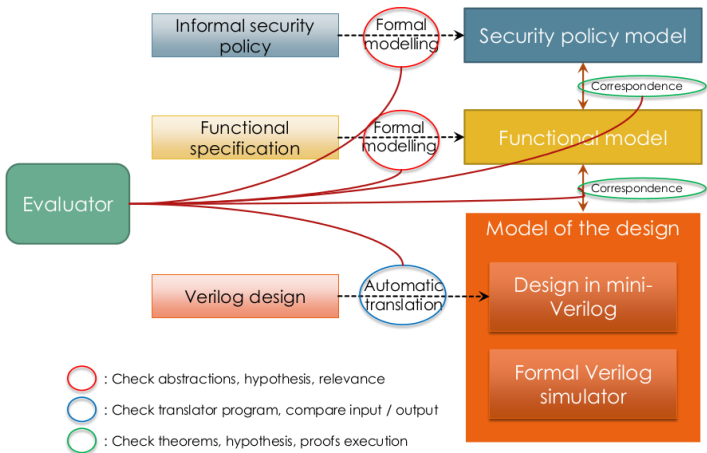 Informal security
policy
Formal
modelling
Security policy model
Correspondence
Functional
specification
Formal
modelling
Functional model
Correspondence
Evaluator
Model of the design
Verilog design
Automatic
translation
Design in mini-
Verilog
Formal Verilog
simulator
: Check abstractions, hypothesis, relevance
: Check translator program, compare input / output
: Check theorems, hypothesis, proofs execution